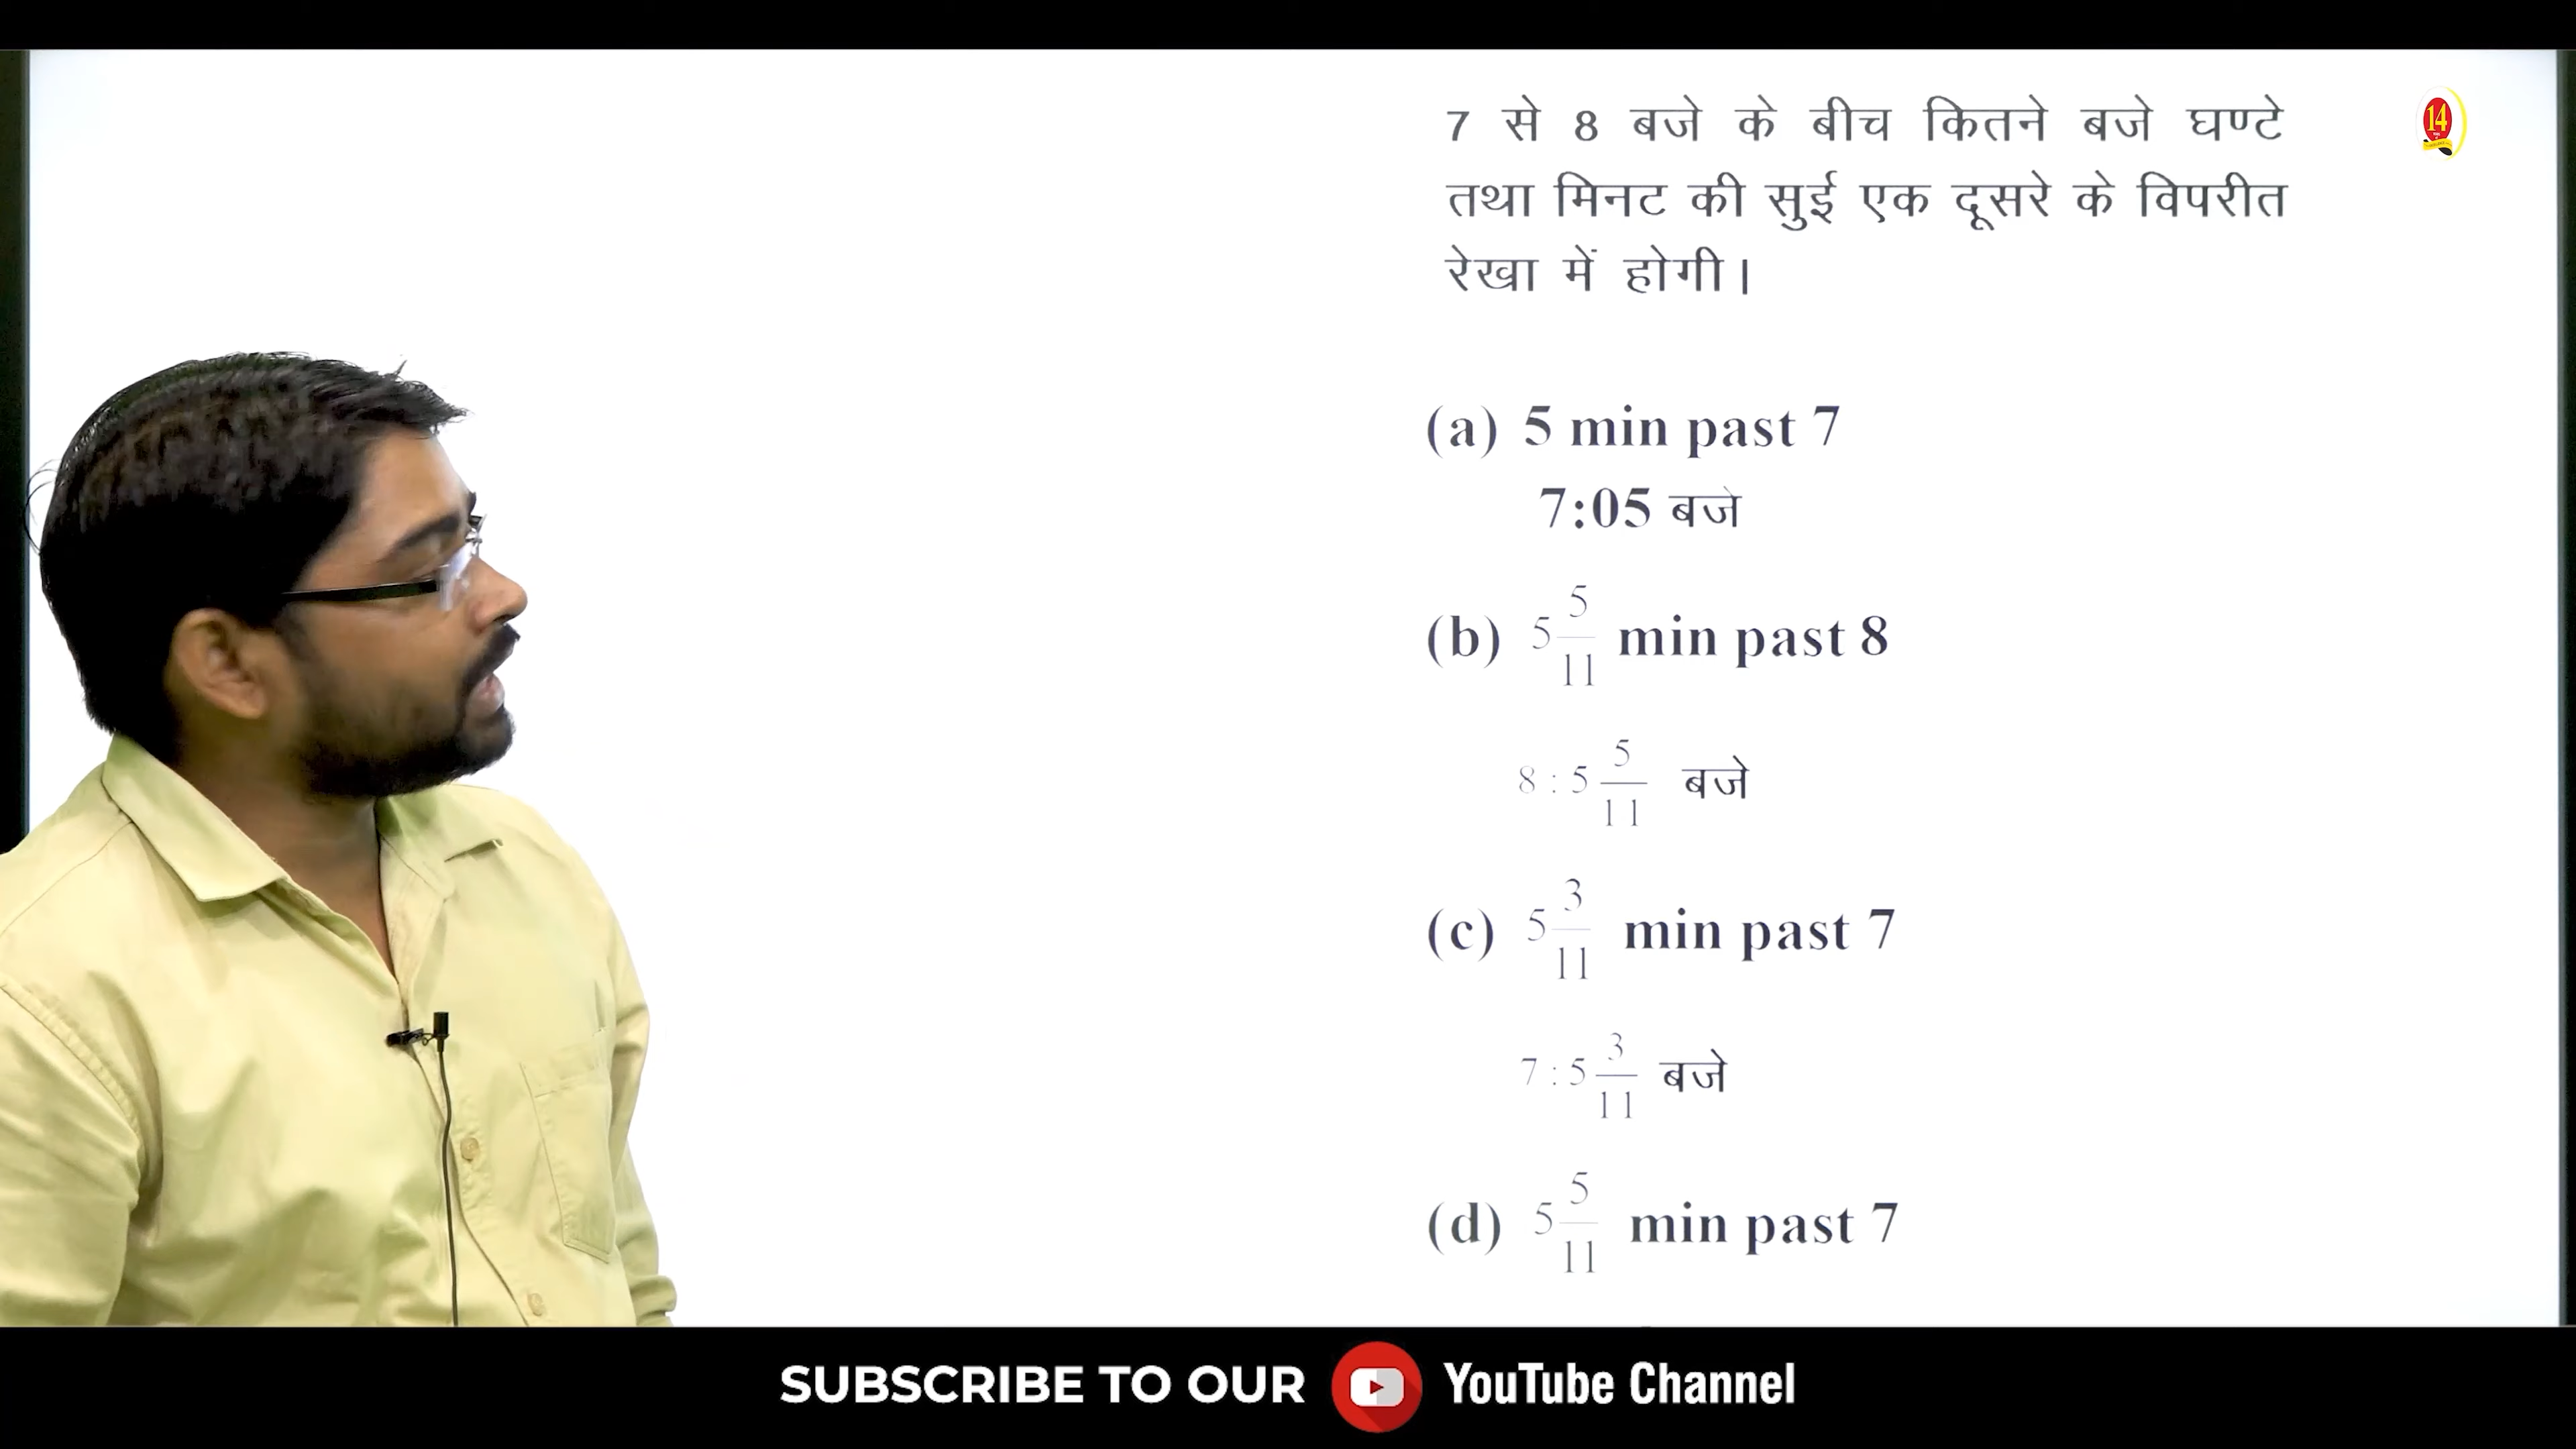 7 से 8 बजे के बीच कितने बजे घण्टे
तथा मिनट की सुई एक दूसरे के विपरीत
रेखा में होगी।
14
(a) 5 min past 7
7:05 बजे
(b) 5 5/11 min past 8
8 : 5 5/11 बजे
(c) 5 3/11 min past 7
7 : 5 3/11 बजे
(d) 5 5/11 min past 7
SUBSCRIBE TO OUR YouTube Channel